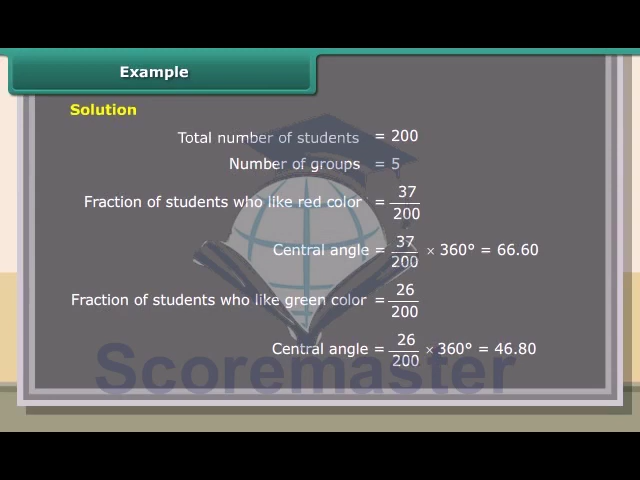 Example
Solution
Total number of students = 200
Number of groups = 5
Fraction of students who like red color = 37/200
Central angle = 37/200 × 360° = 66.60
Fraction of students who like green color = 26/200
Central angle = 26/200 × 360° = 46.80
Scoremaster